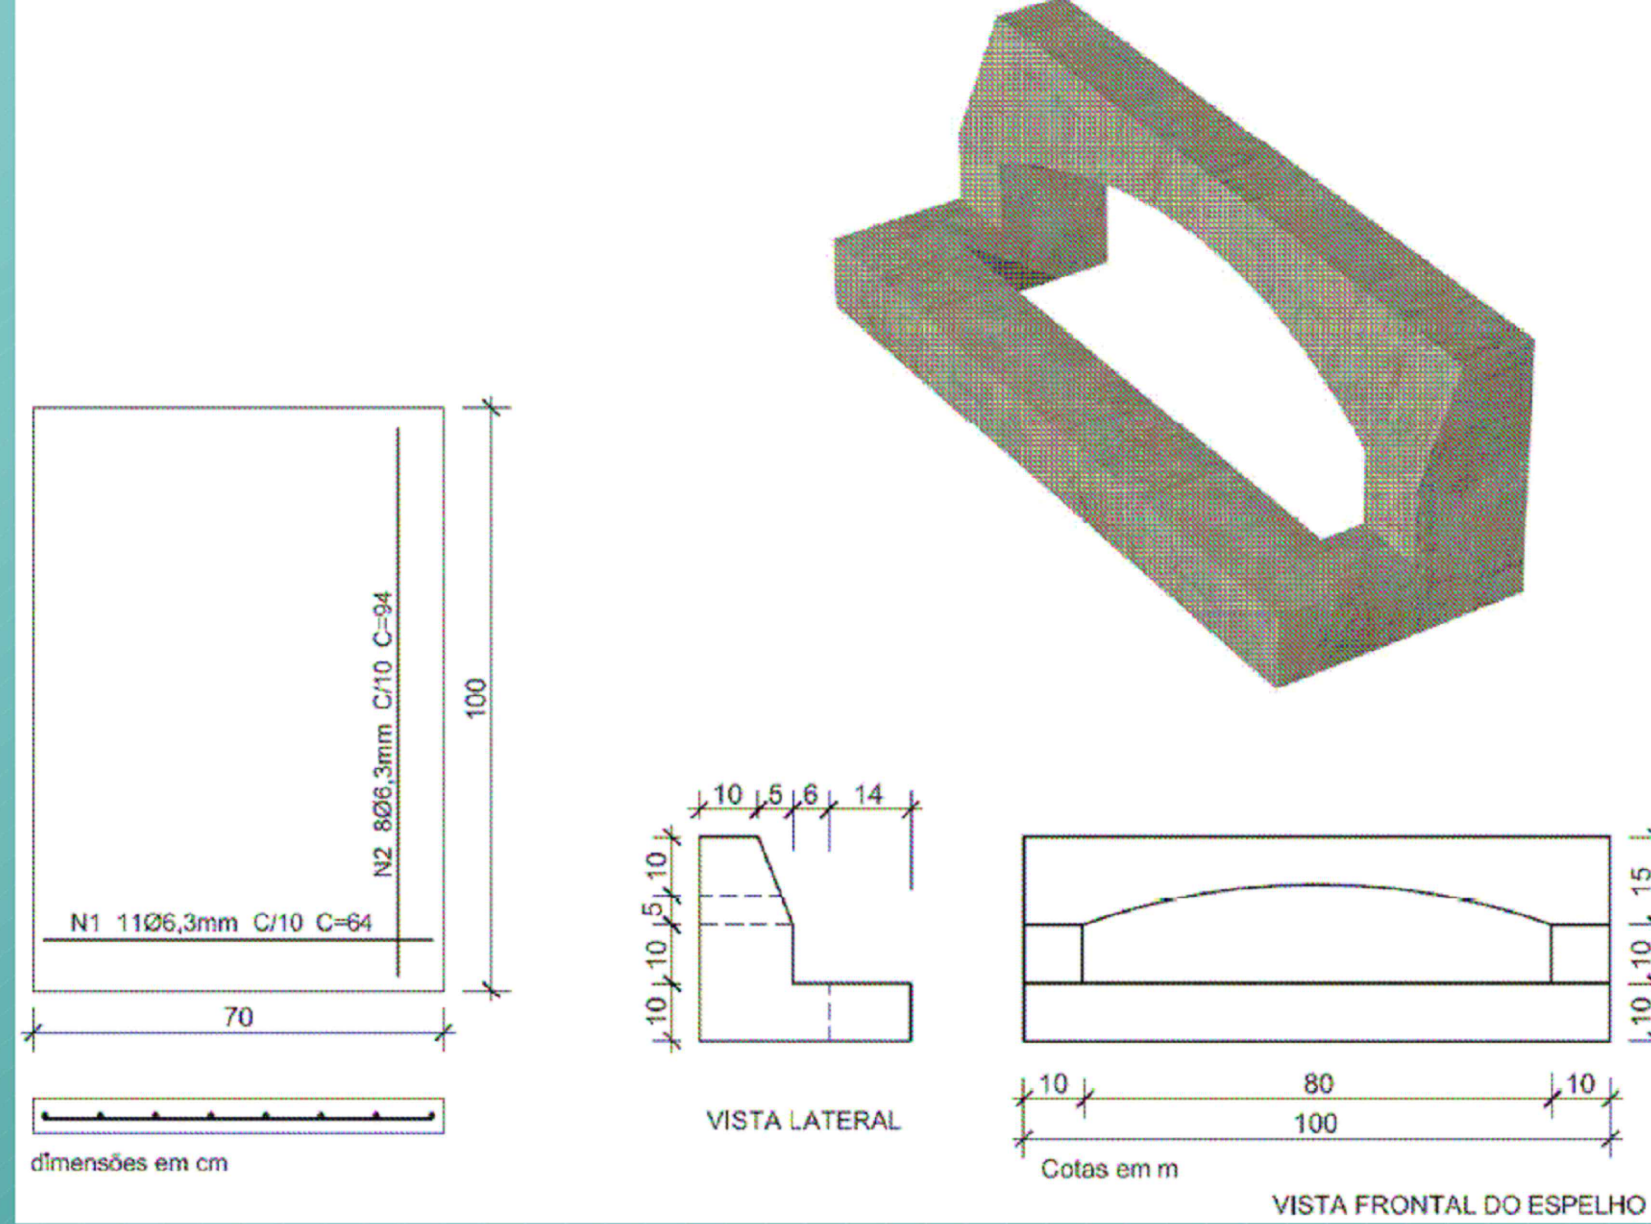 N2 8Ø6,3mm C/10 C=94
100
N1 11Ø6,3mm C/10 C=64
70
dimensões em cm
10 5 6 14
10
5
10
10
VISTA LATERAL
15
10
10
10 80 10
100
Cotas em m
VISTA FRONTAL DO ESPELHO